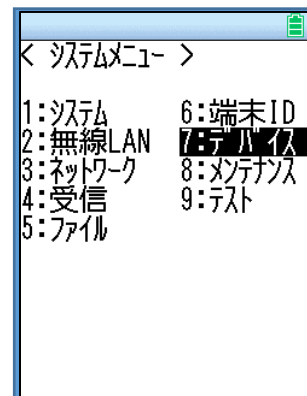 < システムメニュー >
1:システム 6:端末ID
2:無線LAN 7:デバイス
3:ネットワーク 8:メンテナンス
4:受信 9:テスト
5:ファイル